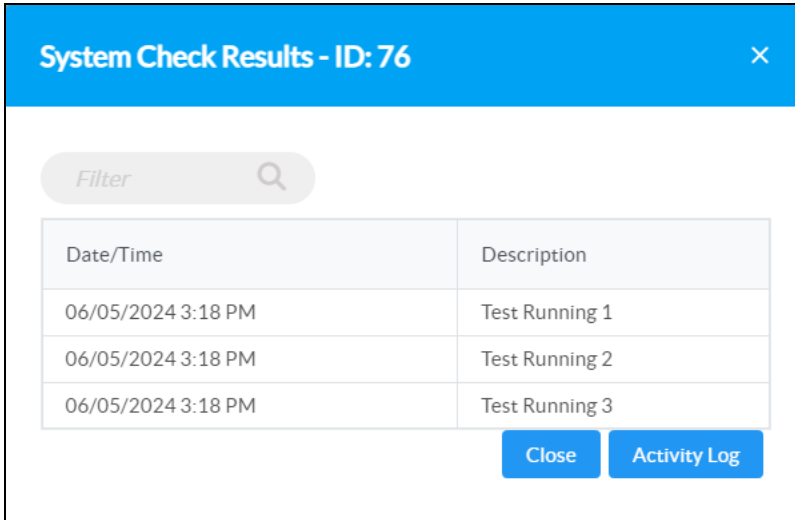 System Check Results - ID: 76
Filter
Date/Time Description
06/05/2024 3:18 PM Test Running 1
06/05/2024 3:18 PM Test Running 2
06/05/2024 3:18 PM Test Running 3
Close Activity Log